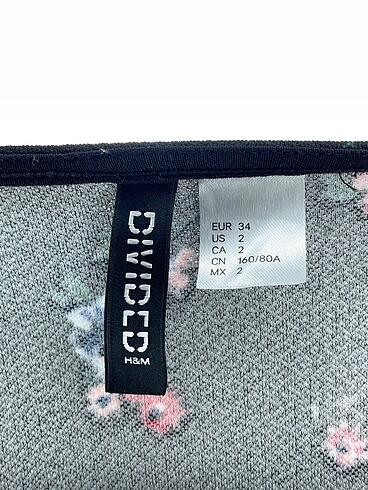 DIVIDED
H&M
EUR 34
US 2
CA 2
CN 160/80A
MX 2